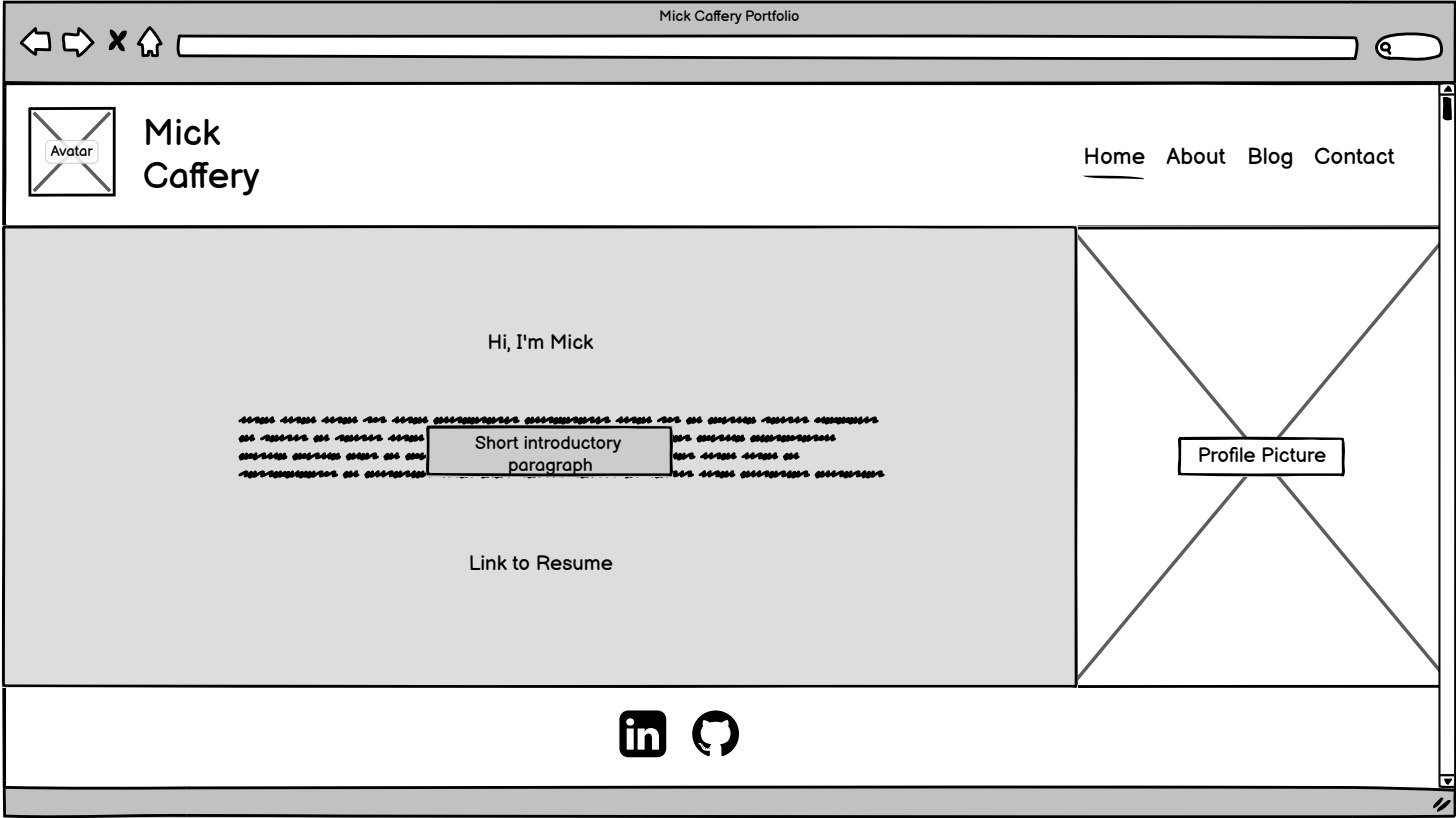 Mick Caffery Portfolio
Avatar
Mick
Caffery
Home About Blog Contact
Hi, I'm Mick
Short introductory
paragraph
Link to Resume
Profile Picture
in